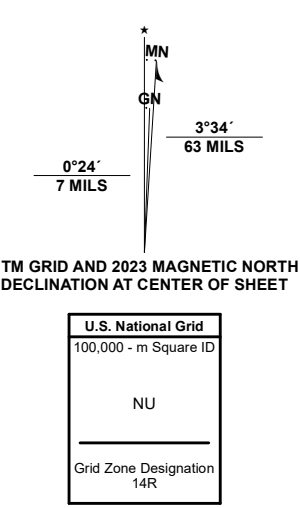 MN
GN
3°34´
63 MILS
0°24´
7 MILS
TM GRID AND 2023 MAGNETIC NORTH
DECLINATION AT CENTER OF SHEET
U.S. National Grid
100,000 - m Square ID
NU
Grid Zone Designation
14R